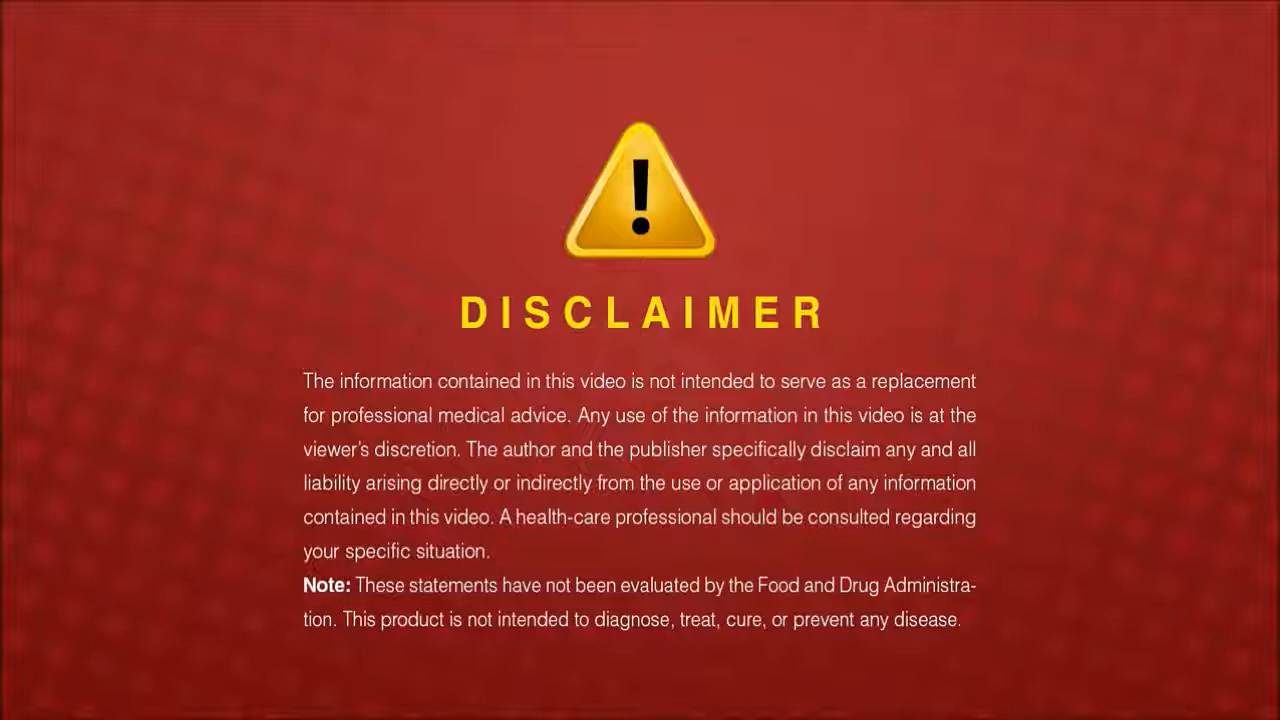 DISCLAIMER
The information contained in this video is not intended to serve as a replacement
for professional medical advice. Any use of the information in this video is at the
viewer's discretion. The author and the publisher specifically disclaim any and all
liability arising directly or indirectly from the use or application of any information
contained in this video. A health-care professional should be consulted regarding
your specific situation.
Note: These statements have not been evaluated by the Food and Drug Administra-
tion. This product is not intended to diagnose, treat, cure, or prevent any disease.